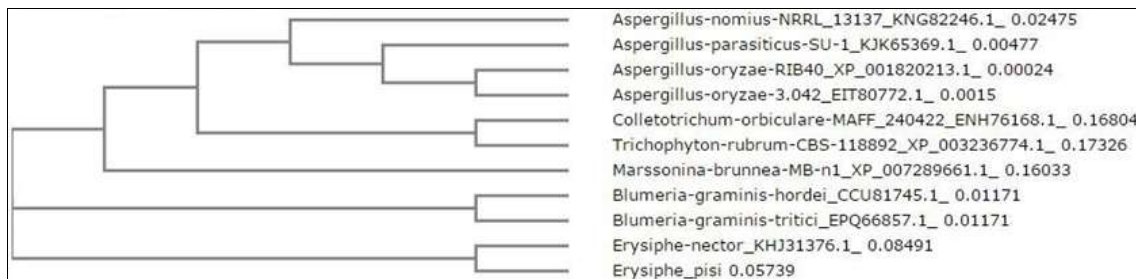 Aspergillus-nomius-NRRL_13137_KNG82246.1_ 0.02475
Aspergillus-parasiticus-SU-1_KJK65369.1_ 0.00477
Aspergillus-oryzae-RIB40_XP_001820213.1_ 0.00024
Aspergillus-oryzae-3.042_EIT80772.1_ 0.0015
Colletotrichum-orbiculare-MAFF_240422_ENH76168.1_ 0.16804
Trichophyton-rubrum-CBS-118892_XP_003236774.1_ 0.17326
Marssonina-brunnea-MB-n1_XP_007289661.1_ 0.16033
Blumeria-graminis-hordei_CCU81745.1_ 0.01171
Blumeria-graminis-tritici_EPQ66857.1_ 0.01171
Erysiphe-nector_KHJ31376.1_ 0.08491
Erysiphe_pisi 0.05739